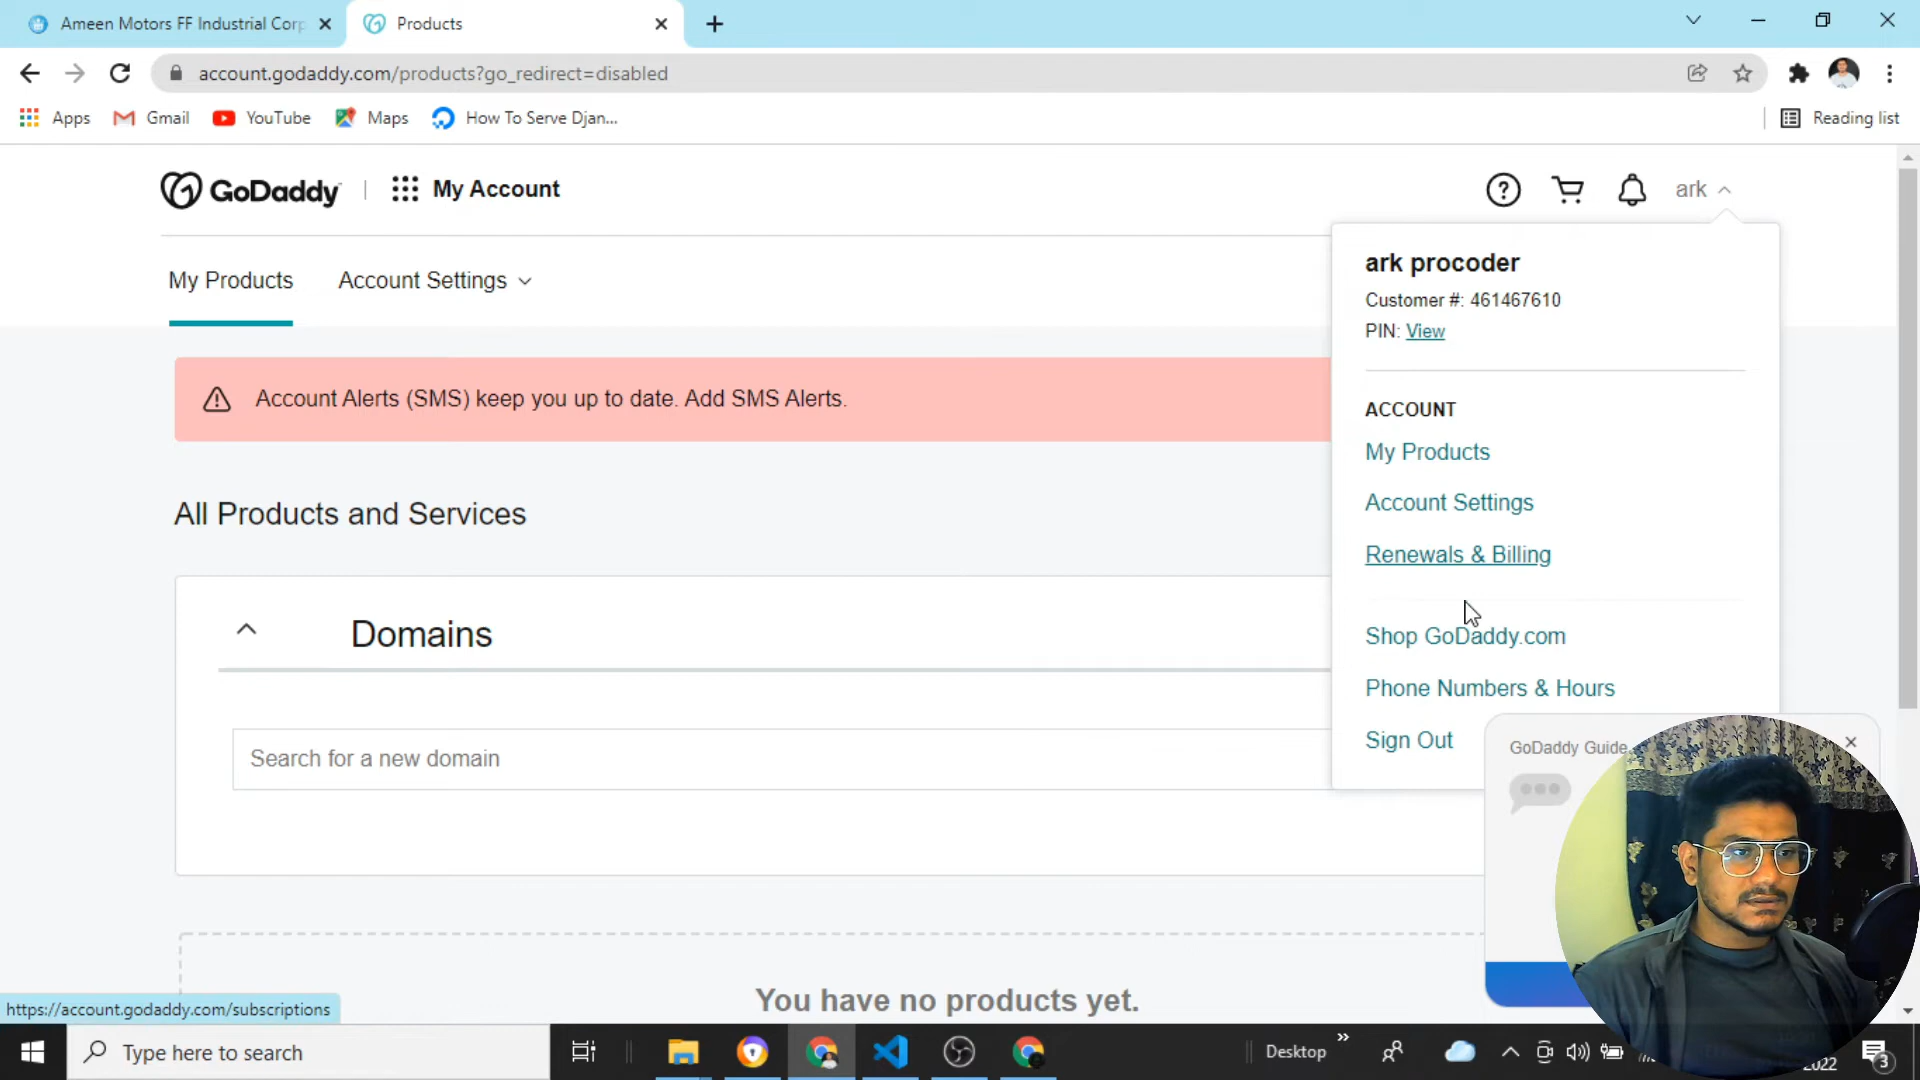 Ameen Motors FF Industrial Corp
Products
account.godaddy.com/products?go_redirect=disabled
Apps
Gmail
YouTube
Maps
How To Serve Djan...
Reading list
GoDaddy
My Account
ark
My Products
Account Settings
ark procoder
Customer #: 461467610
PIN: View
Account Alerts (SMS) keep you up to date. Add SMS Alerts.
ACCOUNT
My Products
Account Settings
Renewals & Billing
Shop GoDaddy.com
Phone Numbers & Hours
Sign Out
All Products and Services
Domains
Search for a new domain
GoDaddy Guide
You have no products yet.
https://account.godaddy.com/subscriptions
Type here to search
Desktop
2022
3